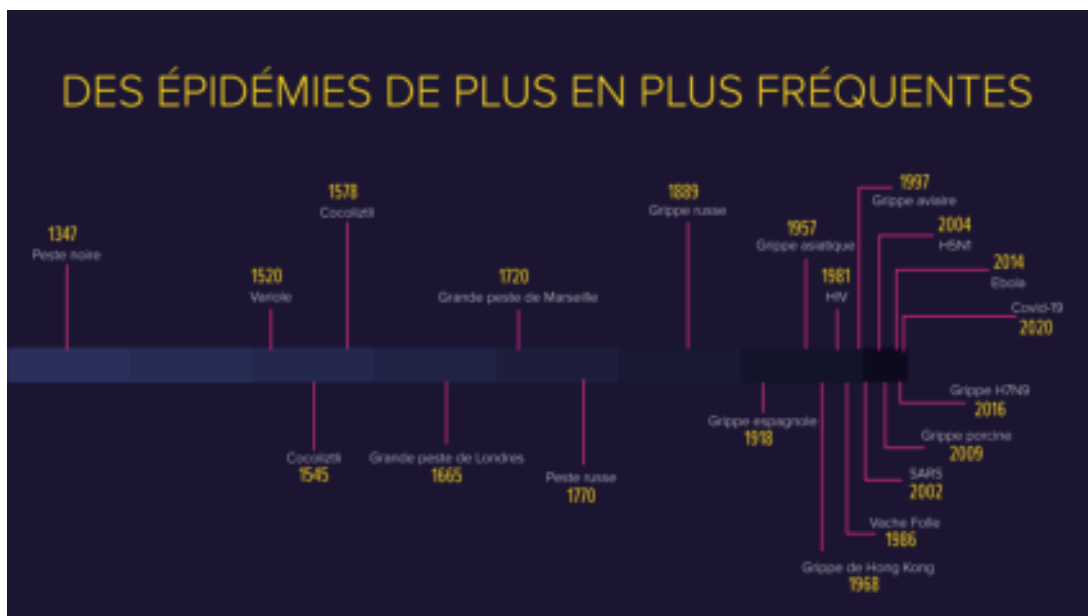 DES ÉPIDÉMIES DE PLUS EN PLUS FRÉQUENTES
1347
Peste noire
1520
Variole
1578
Cocoliztli
1720
Grande peste de Marseille
1889
Grippe russe
1957
Grippe asiatique
1981
HIV
1997
Grippe aviaire
2004
H5N1
2014
Ebola
Covid-19
2020
Cocoliztli
1545
Grande peste de Londres
1665
Peste russe
1770
Grippe espagnole
1918
Grippe de Hong Kong
1968
Vache Folle
1986
SARS
2002
Grippe porcine
2009
Grippe H7N9
2016